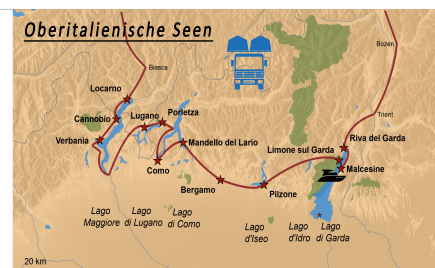 Oberitalienische Seen
Bozen
Biasca
Locarno
Trient
Cannobio
Lugano
Porletza
Riva del Garda
Verbania
Mandello del Lario
Limone sul Garda
Como
Malcesine
Bergamo
Pilzone
Lago
Maggiore
Lago
di Lugano
Lago
di Como
Lago
d'Iseo
Lago
d'Idro
Lago
di Garda
20 km